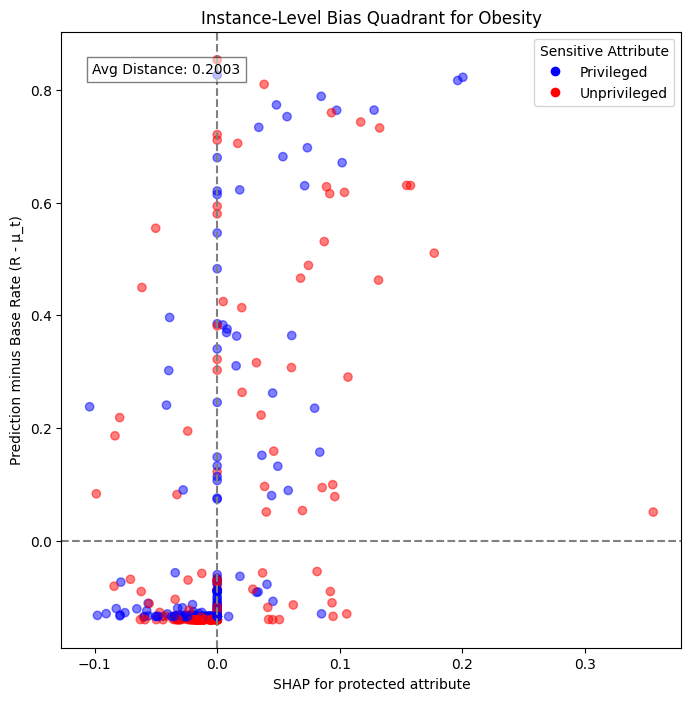 Instance-Level Bias Quadrant for Obesity
Avg Distance: 0.2003
Sensitive Attribute
Privileged
Unprivileged
Prediction minus Base Rate (R - μ_t)
0.8
0.6
0.4
0.2
0.0
−0.1
0.0
0.1
0.2
0.3
SHAP for protected attribute